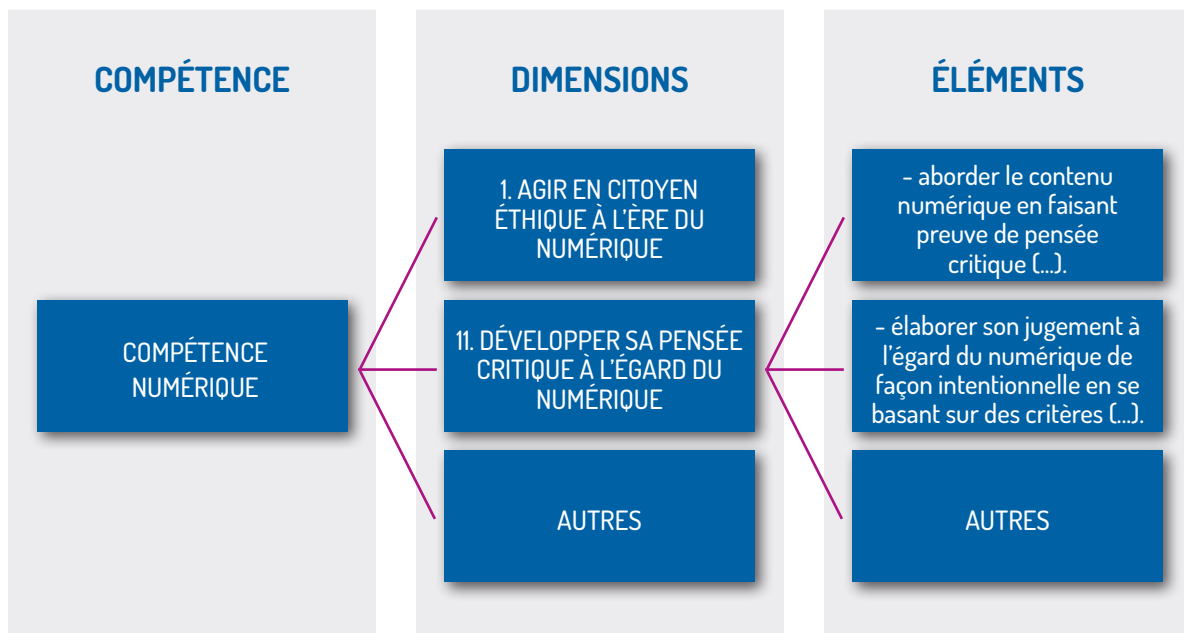 COMPÉTENCE
COMPÉTENCE
NUMÉRIQUE
DIMENSIONS
1. AGIR EN CITOYEN
ÉTHIQUE À L’ÈRE DU
NUMÉRIQUE
11. DÉVELOPPER SA PENSÉE
CRITIQUE À L’ÉGARD DU
NUMÉRIQUE
AUTRES
ÉLÉMENTS
- aborder le contenu
numérique en faisant
preuve de pensée
critique (...).
- élaborer son jugement à
l’égard du numérique de
façon intentionnelle en se
basant sur des critères (...).
AUTRES